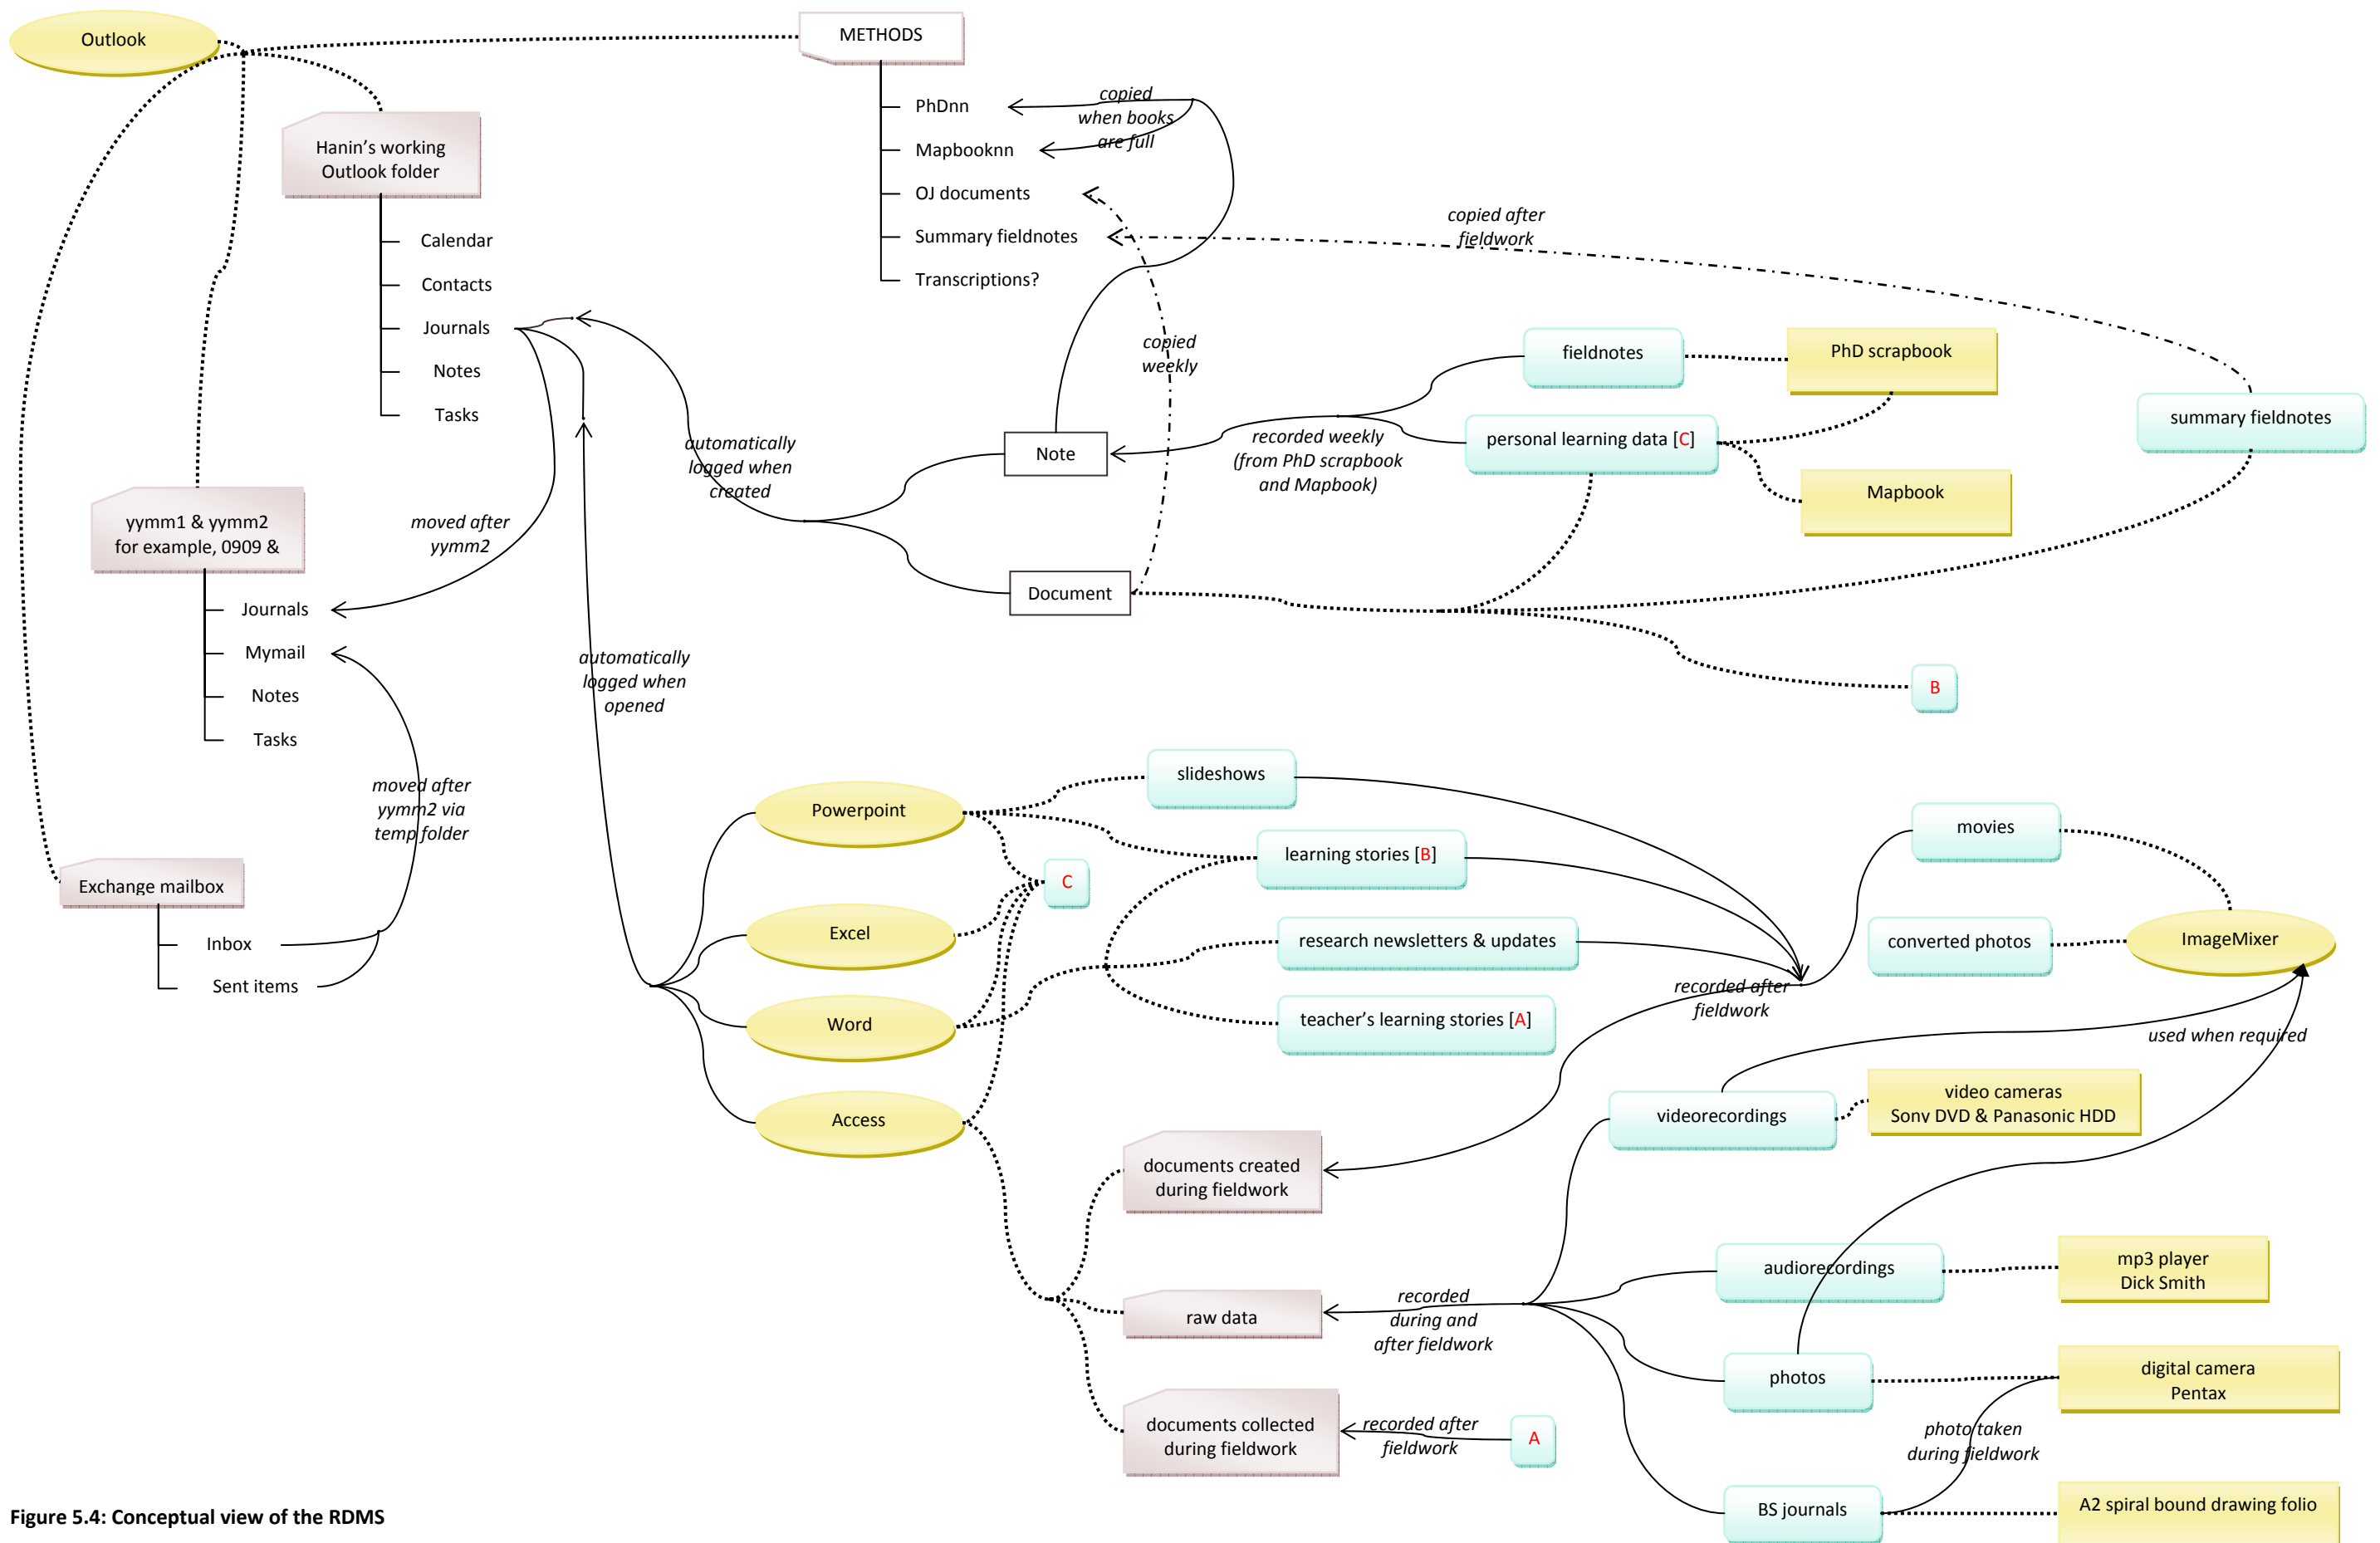 Outlook
METHODS
PhDnn
Mapbooknn
OJ documents
Summary fieldnotes
Transcriptions?
copied
when books
are full
Hanin's working
Outlook folder
Calendar
Contacts
Journals
Notes
Tasks
copied after
fieldwork
copied
weekly
fieldnotes
PhD scrapbook
personal learning data [C]
Mapbook
summary fieldnotes
recorded weekly
(from PhD scrapbook
and Mapbook)
Note
Document
automatically
logged when
created
B
yymm1 & yymm2
for example, 0909 &
Journals
Mymail
Notes
Tasks
moved after
yymm2
automatically
logged when
opened
moved after
yymm2 via
temp folder
Exchange mailbox
Inbox
Sent items
Powerpoint
Excel
Word
Access
C
slideshows
learning stories [B]
research newsletters & updates
teacher's learning stories [A]
recorded after
fieldwork
movies
converted photos
ImageMixer
used when required
videorecordings
video cameras
Sony DVD & Panasonic HDD
documents created
during fieldwork
raw data
documents collected
during fieldwork
recorded
during and
after fieldwork
recorded after
fieldwork
A
audiorecordings
mp3 player
Dick Smith
photos
digital camera
Pentax
photo taken
during fieldwork
BS journals
A2 spiral bound drawing folio
Figure 5.4: Conceptual view of the RDMS